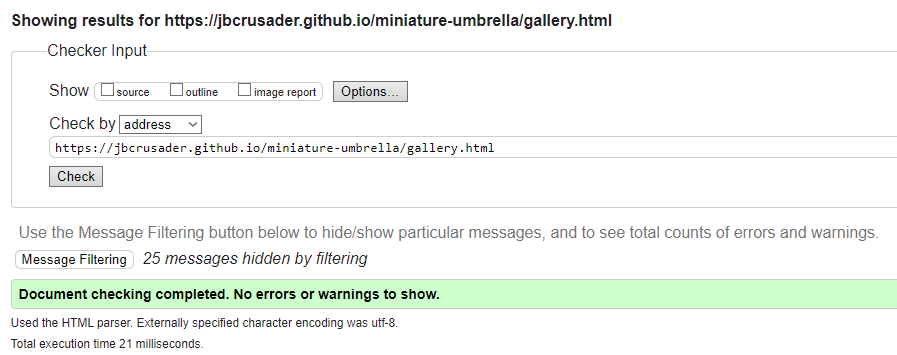 Showing results for https://jbcrusader.github.io/miniature-umbrella/gallery.html
Checker Input
Show source outline image report Options...
Check by address
https://jbcrusader.github.io/miniature-umbrella/gallery.html
Check
Use the Message Filtering button below to hide/show particular messages, and to see total counts of errors and warnings.
Message Filtering 25 messages hidden by filtering
Document checking completed. No errors or warnings to show.
Used the HTML parser. Externally specified character encoding was utf-8.
Total execution time 21 milliseconds.